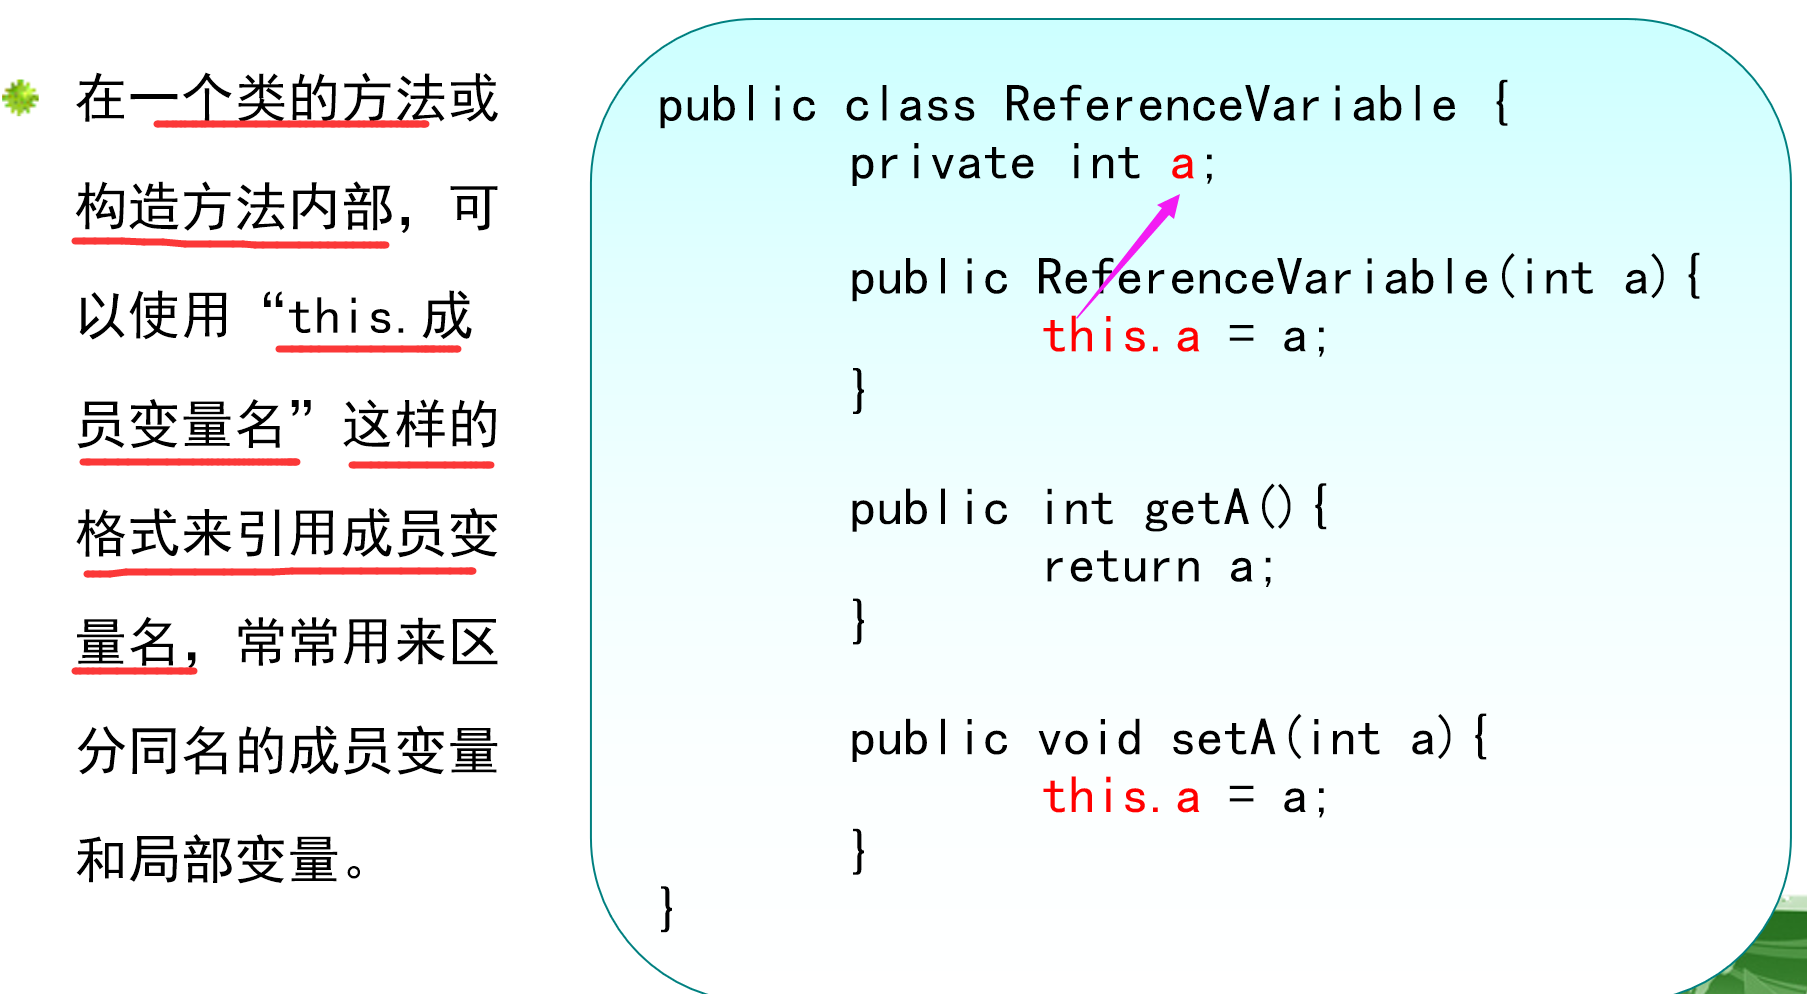 在一个类的方法或
构造方法内部，可
以使用“this.成
员变量名”这样的
格式来引用成员变
量名，常常用来区
分同名的成员变量
和局部变量。
public class ReferenceVariable {
private int a;
public ReferenceVariable(int a){
this.a = a;
}
public int getA(){
return a;
}
public void setA(int a){
this.a = a;
}
}